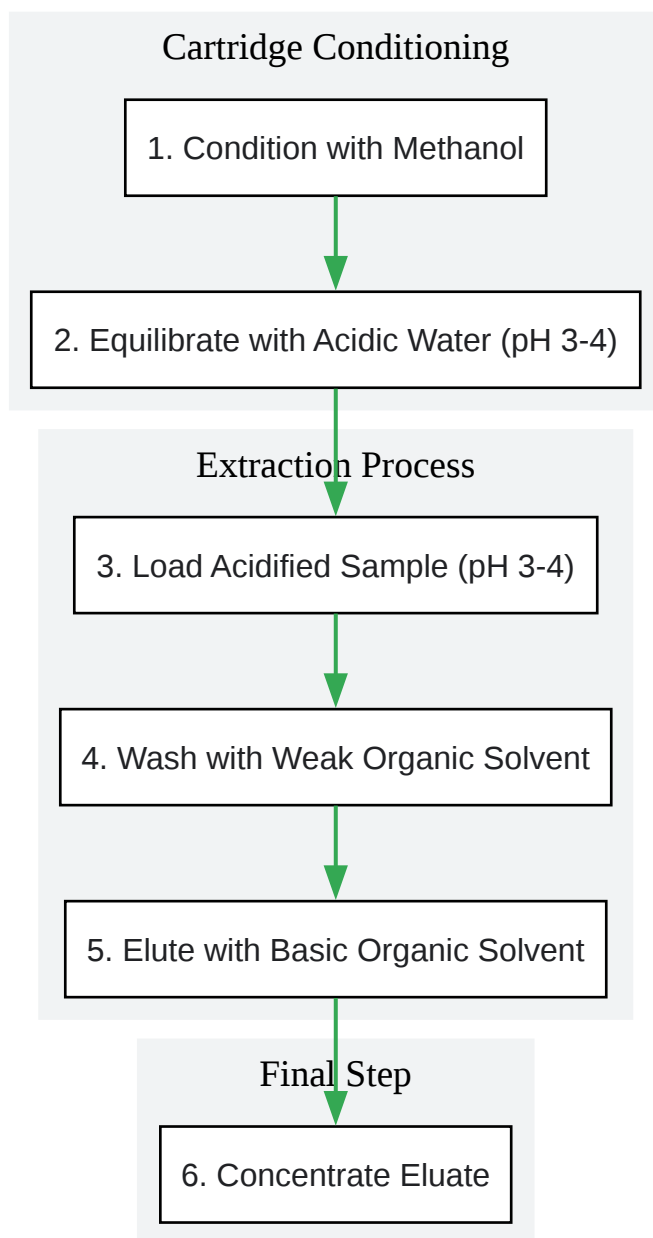 Cartridge Conditioning
1. Condition with Methanol
2. Equilibrate with Acidic Water (pH 3-4)
Extraction Process
3. Load Acidified Sample (pH 3-4)
4. Wash with Weak Organic Solvent
5. Elute with Basic Organic Solvent
Final Step
6. Concentrate Eluate